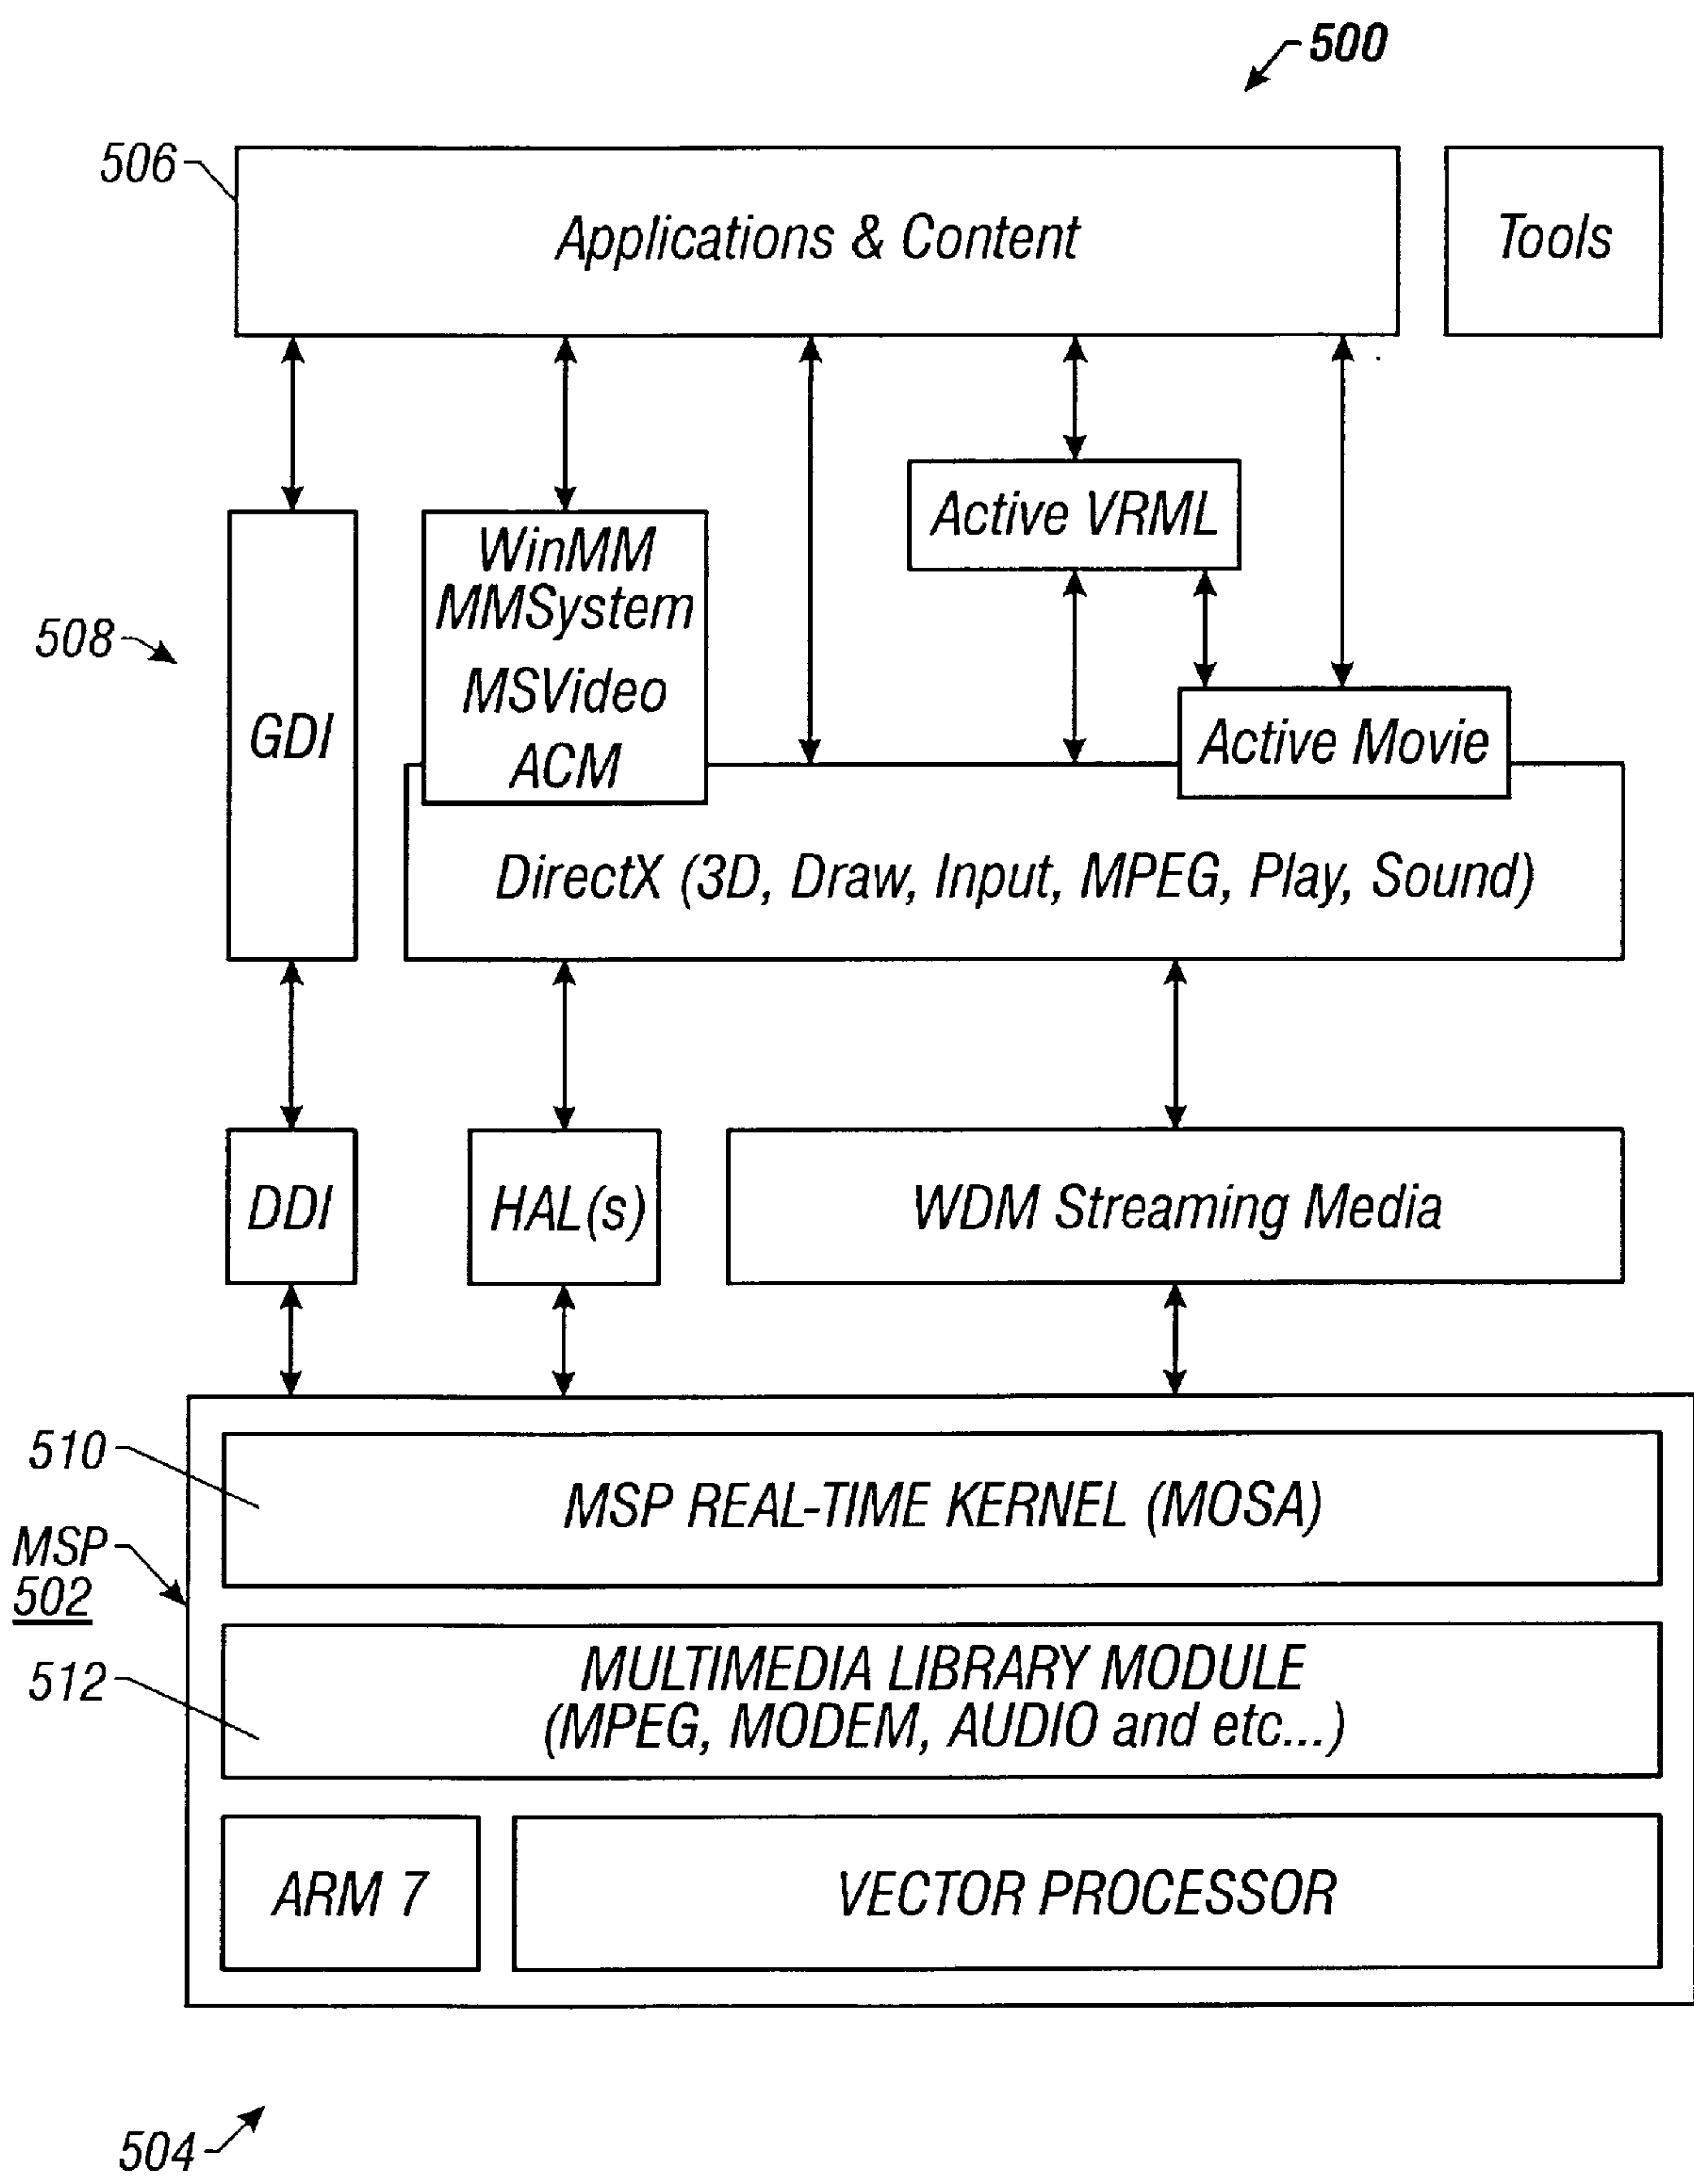 500
506
Applications & Content
Tools
Active VRML
WinMM
MMSystem
MSVideo
ACM
508
GDI
Active Movie
DirectX (3D, Draw, Input, MPEG, Play, Sound)
DDI
HAL(s)
WDM Streaming Media
510
MSP REAL-TIME KERNEL (MOSA)
MSP
502
512
MULTIMEDIA LIBRARY MODULE
(MPEG, MODEM, AUDIO and etc...)
ARM 7
VECTOR PROCESSOR
504